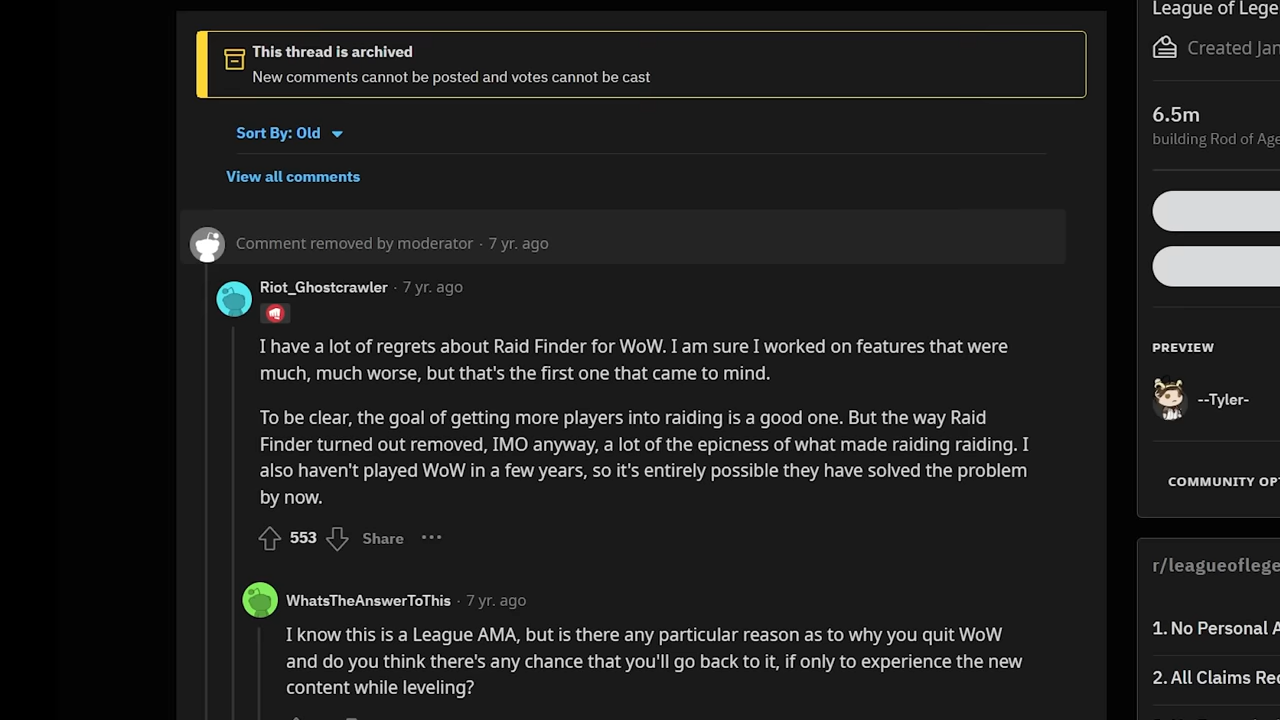 This thread is archived
New comments cannot be posted and votes cannot be cast
Sort By: Old
View all comments
Comment removed by moderator · 7 yr. ago
Riot_Ghostcrawler · 7 yr. ago
I have a lot of regrets about Raid Finder for WoW. I am sure I worked on features that were
much, much worse, but that's the first one that came to mind.
To be clear, the goal of getting more players into raiding is a good one. But the way Raid
Finder turned out removed, IMO anyway, a lot of the epicness of what made raiding raiding. I
also haven't played WoW in a few years, so it's entirely possible they have solved the problem
by now.
553 Share ···
WhatsTheAnswerToThis · 7 yr. ago
I know this is a League AMA, but is there any particular reason as to why you quit WoW
and do you think there's any chance that you'll go back to it, if only to experience the new
content while leveling?
League of Lege
Created Jan
6.5m
building Rod of Age
PREVIEW
--Tyler-
COMMUNITY OPT
r/leagueoflege
1. No Personal A
2. All Claims Req